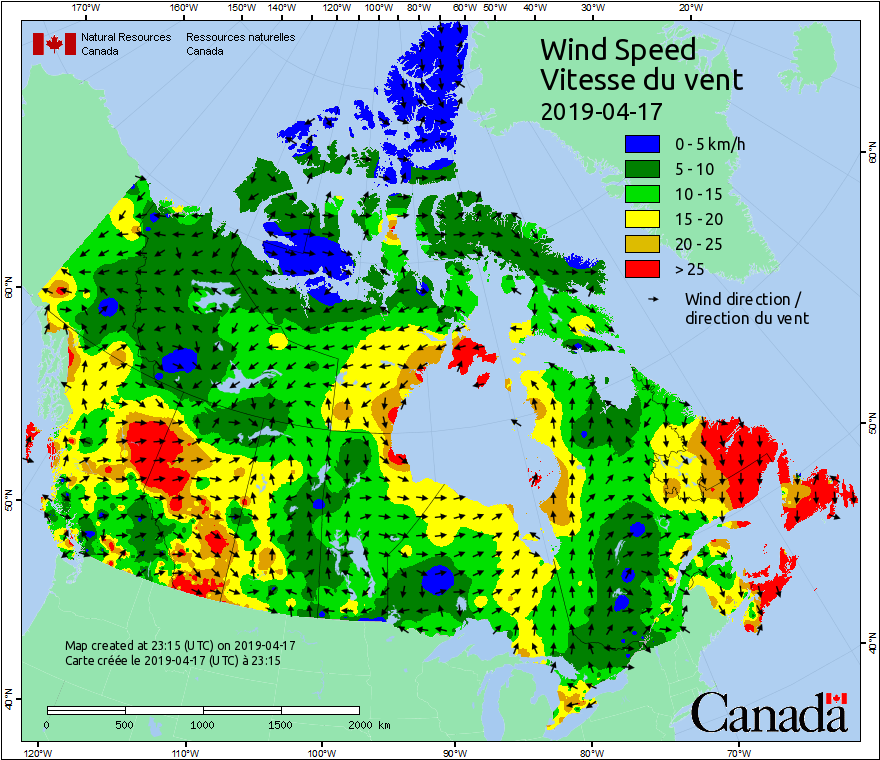 170°W 160°W 150°W 140°W 120°W 100°W 80°W 60°W 50°W 40°W 30°W 20°W
Natural Resources Ressources naturelles
Canada Canada
Wind Speed
Vitesse du vent
2019-04-17
0 - 5 km/h
5 - 10
10 - 15
15 - 20
20 - 25
> 25
Wind direction /
direction du vent
60°N
60°N
50°N
50°N
40°N
40°N
Map created at 23:15 (UTC) on 2019-04-17
Carte créée le 2019-04-17 (UTC) à 23:15
0 500 1000 1500 2000 km
Canada
120°W 110°W 100°W 90°W 80°W 70°W